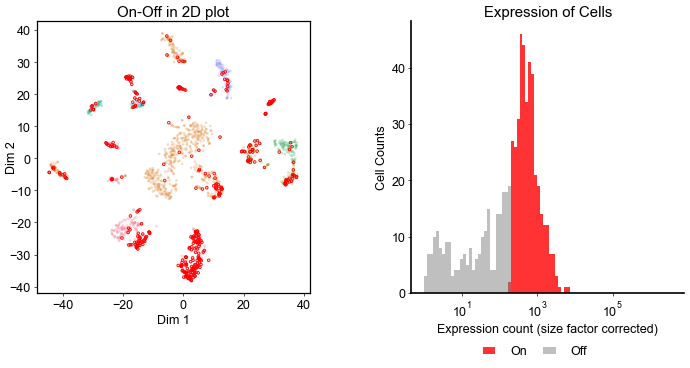 On-Off in 2D plot
40
30
20
10
0
−10
−20
−30
−40
Dim 2
−40 −20 0 20 40
Dim 1
Expression of Cells
40
30
20
10
0
Cell Counts
10^1 10^3 10^5
Expression count (size factor corrected)
On Off